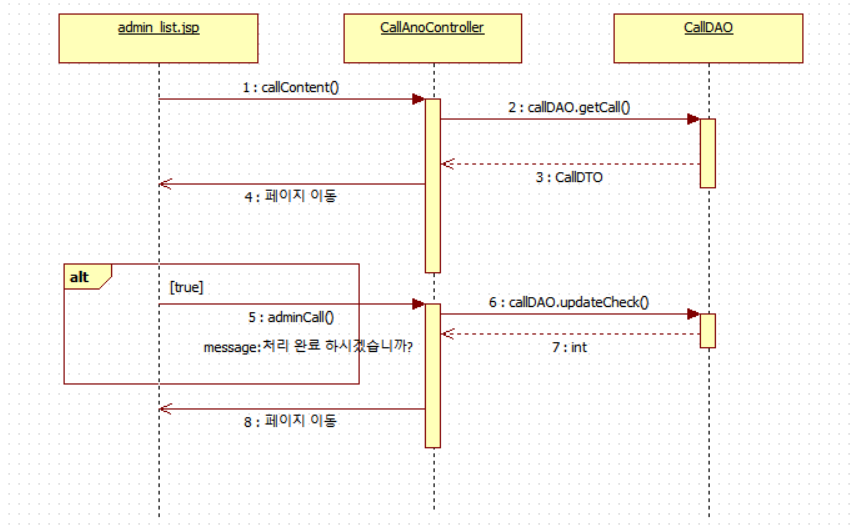 admin_list.jsp
CallAnoController
CallDAO
1 : callContent()
2 : callDAO.getCall()
3 : CallDTO
4 : 페이지 이동
alt
[true]
5 : adminCall()
6 : callDAO.updateCheck()
message:처리 완료 하시겠습니까?
7 : int
8 : 페이지 이동